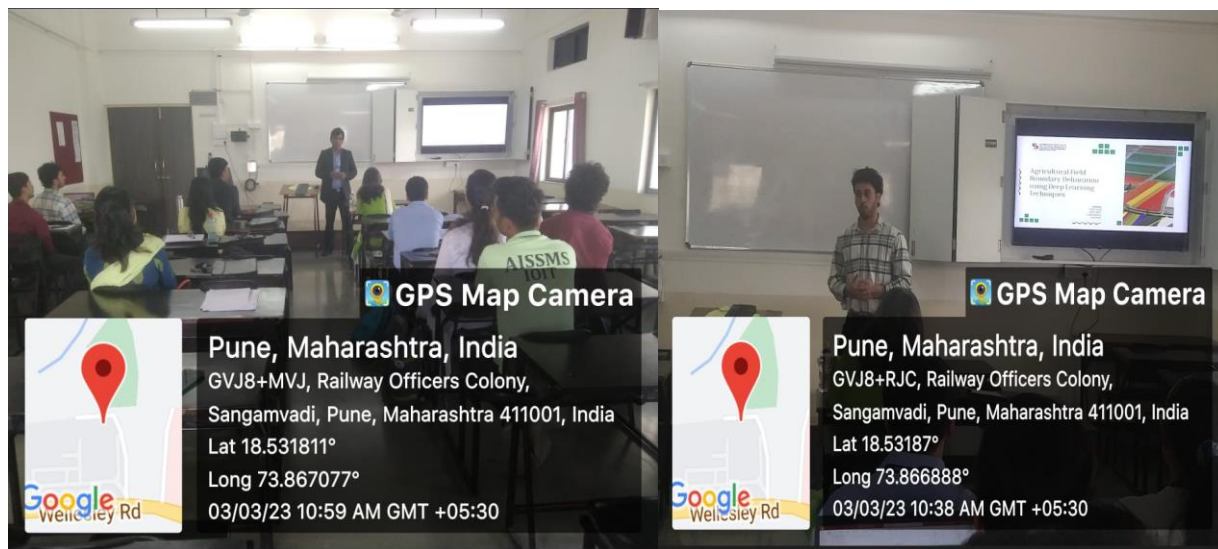 AISSMS
IOIT
GPS Map Camera
Pune, Maharashtra, India
GVJ8+MVJ, Railway Officers Colony,
Sangamvadi, Pune, Maharashtra 411001, India
Lat 18.531811°
Long 73.867077°
03/03/23 10:59 AM GMT +05:30
Google
Wellesley Rd
Agricultural Field
Boundary Delineation
using Deep Learning
Techniques
GPS Map Camera
Pune, Maharashtra, India
GVJ8+RJC, Railway Officers Colony,
Sangamvadi, Pune, Maharashtra 411001, India
Lat 18.53187°
Long 73.866888°
03/03/23 10:38 AM GMT +05:30
Google
Wellesley Rd